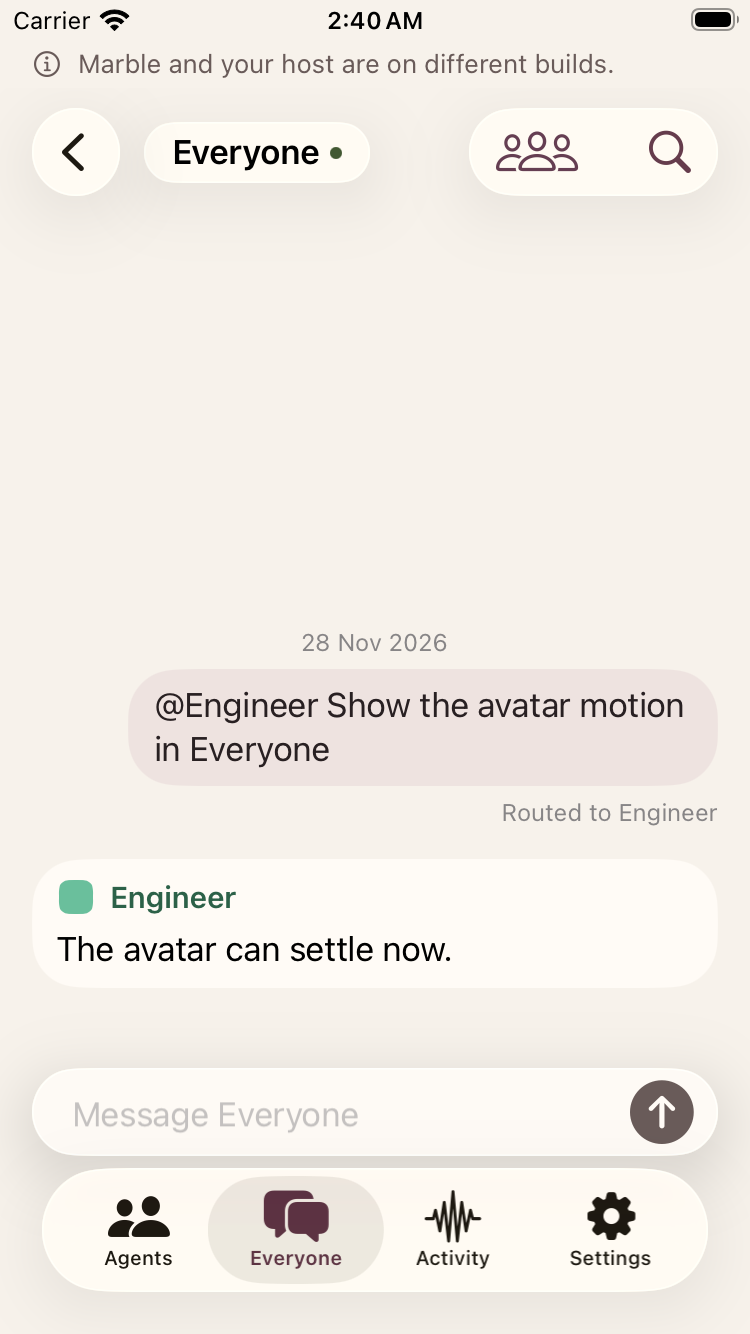 Carrier 2:40 AM
Marble and your host are on different builds.
Everyone
28 Nov 2026
@Engineer Show the avatar motion
in Everyone
Routed to Engineer
Engineer
The avatar can settle now.
Message Everyone
Agents Everyone Activity Settings